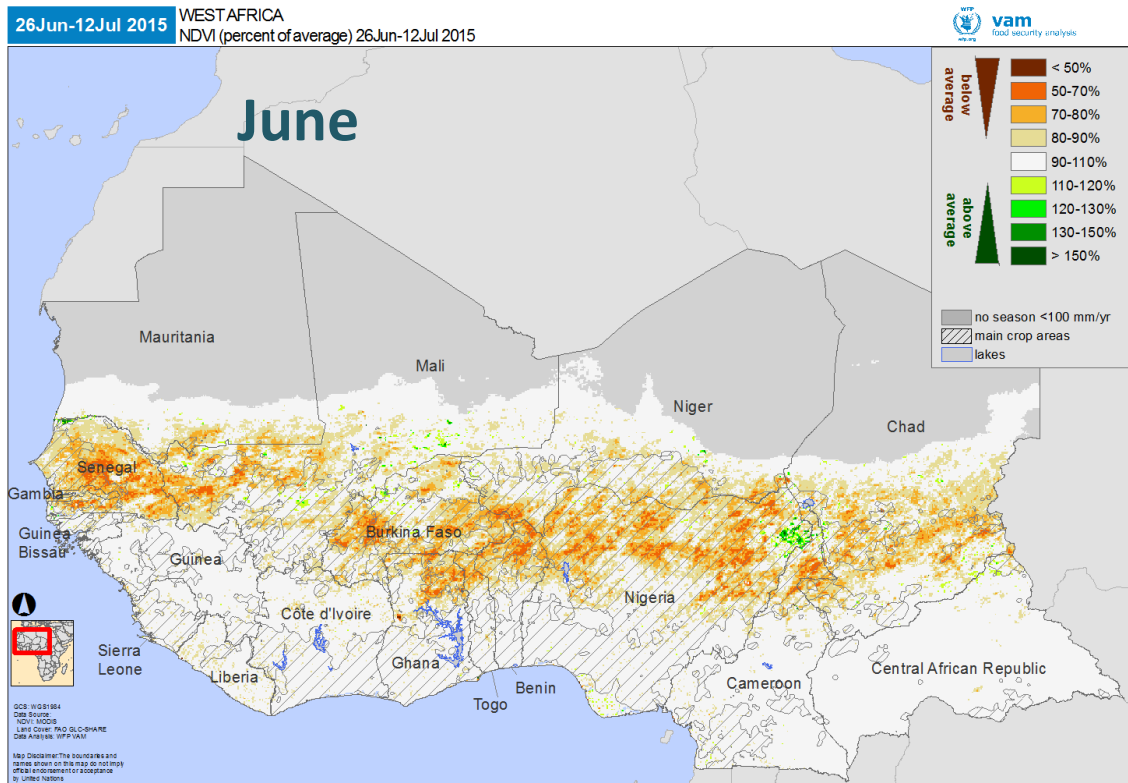 26Jun-12Jul 2015
WEST AFRICA
NDVI (percent of average) 26Jun-12Jul 2015
WFP
wfp.org
vam
food security analysis
June
below
average
above
average
< 50%
50-70%
70-80%
80-90%
90-110%
110-120%
120-130%
130-150%
> 150%
no season <100 mm/yr
main crop areas
lakes
Mauritania
Mali
Niger
Chad
Senegal
Gambia
Guinea
Bissau
Guinea
Burkina Faso
Nigeria
Côte d'Ivoire
Sierra
Leone
Liberia
Ghana
Togo
Benin
Cameroon
Central African Republic
GCS: WGS1984
Data Source:
NDVI: MODIS
Land Cover: FAO GLC-SHARE
Data Analysis: WFP VAM
Map Disclaimer:The boundaries and
names shown on this map do not imply
official endorsement or acceptance
by United Nations